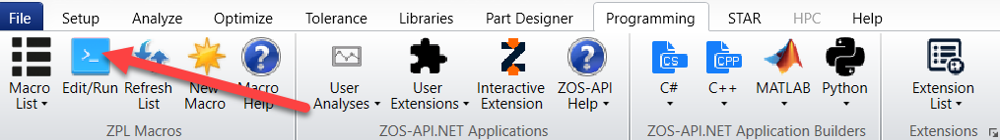 File Setup Analyze Optimize Tolerance Libraries Part Designer Programming STAR HPC Help
>_ CS CPP
Macro Edit/Run Refresh New Macro User User Interactive ZOS-API C# C++ MATLAB Python Extension
List List Macro Help Analyses Extensions Extension Help List
ZPL Macros ZOS-API.NET Applications ZOS-API.NET Application Builders Extensions